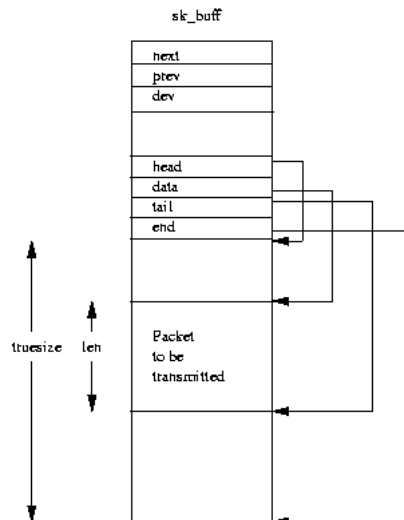 sk_buff
next
prev
dev
head
data
tail
end
truesize
len
Packet
to be
transmitted